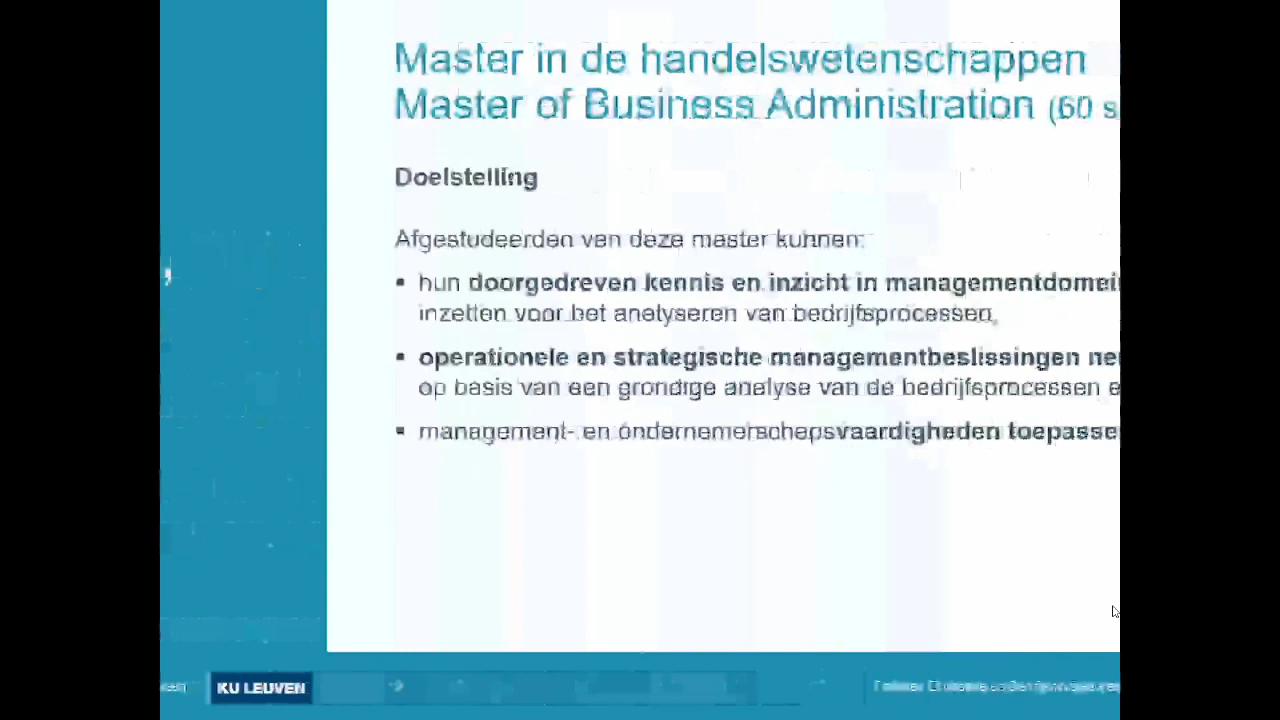 Master in de handelswetenschappen
Master of Business Administration (60 s
Doelstelling
Afgestudeerden van deze master kunnen:
▪ hun doorgedreven kennis en inzicht in managementdomei
inzetten voor het analyseren van bedrijfsprocessen,
▪ operationele en strategische managementbeslissingen ne
op basis van een grondige analyse van de bedrijfsprocessen e
▪ management- en ondernemerschapsvaardigheden toepasse
KU LEUVEN